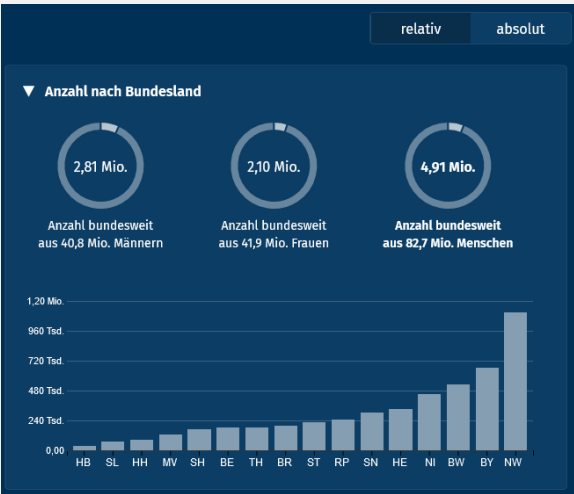 relativ absolut
▼ Anzahl nach Bundesland
2,81 Mio. 2,10 Mio. 4,91 Mio.
Anzahl bundesweit Anzahl bundesweit Anzahl bundesweit
aus 40,8 Mio. Männern aus 41,9 Mio. Frauen aus 82,7 Mio. Menschen
1,20 Mio.
960 Tsd.
720 Tsd.
480 Tsd.
240 Tsd.
0,00
HB SL HH MV SH BE TH BR ST RP SN HE NI BW BY NW